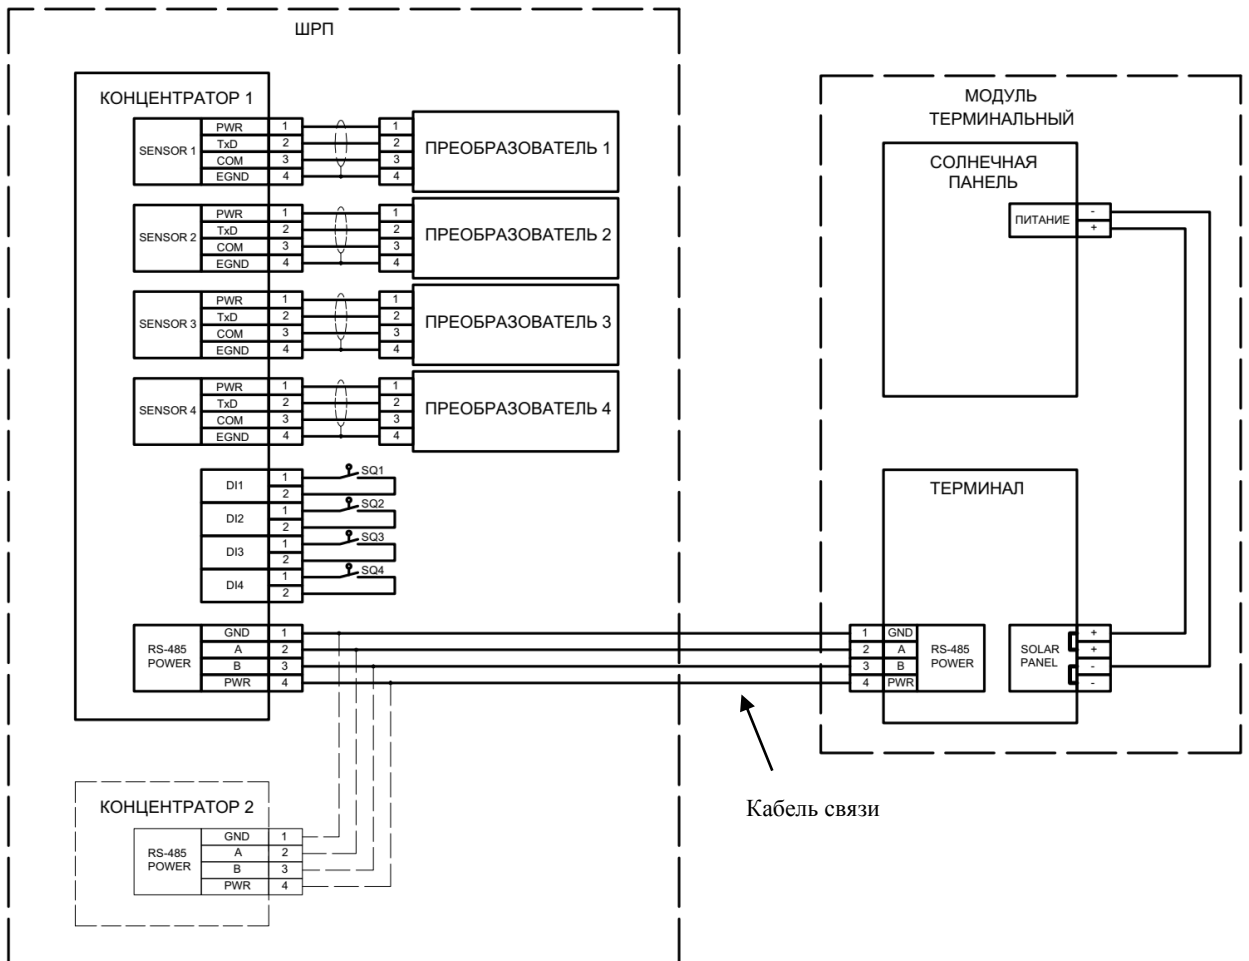 ШРП
КОНЦЕНТРАТОР 1
SENSOR 1
PWR 1 1
TxD 2 2
COM 3 3
EGND 4 4
ПРЕОБРАЗОВАТЕЛЬ 1
SENSOR 2
PWR 1 1
TxD 2 2
COM 3 3
EGND 4 4
ПРЕОБРАЗОВАТЕЛЬ 2
SENSOR 3
PWR 1 1
TxD 2 2
COM 3 3
EGND 4 4
ПРЕОБРАЗОВАТЕЛЬ 3
SENSOR 4
PWR 1 1
TxD 2 2
COM 3 3
EGND 4 4
ПРЕОБРАЗОВАТЕЛЬ 4
DI1 1 2 SQ1
DI2 1 2 SQ2
DI3 1 2 SQ3
DI4 1 2 SQ4
RS-485
POWER
GND 1
A 2
B 3
PWR 4
КОНЦЕНТРАТОР 2
RS-485
POWER
GND 1
A 2
B 3
PWR 4
Кабель связи
МОДУЛЬ
ТЕРМИНАЛЬНЫЙ
СОЛНЕЧНАЯ
ПАНЕЛЬ
ПИТАНИЕ
-
+
ТЕРМИНАЛ
1 GND
2 A
3 B
4 PWR
RS-485
POWER
SOLAR
PANEL
+
+
-
-